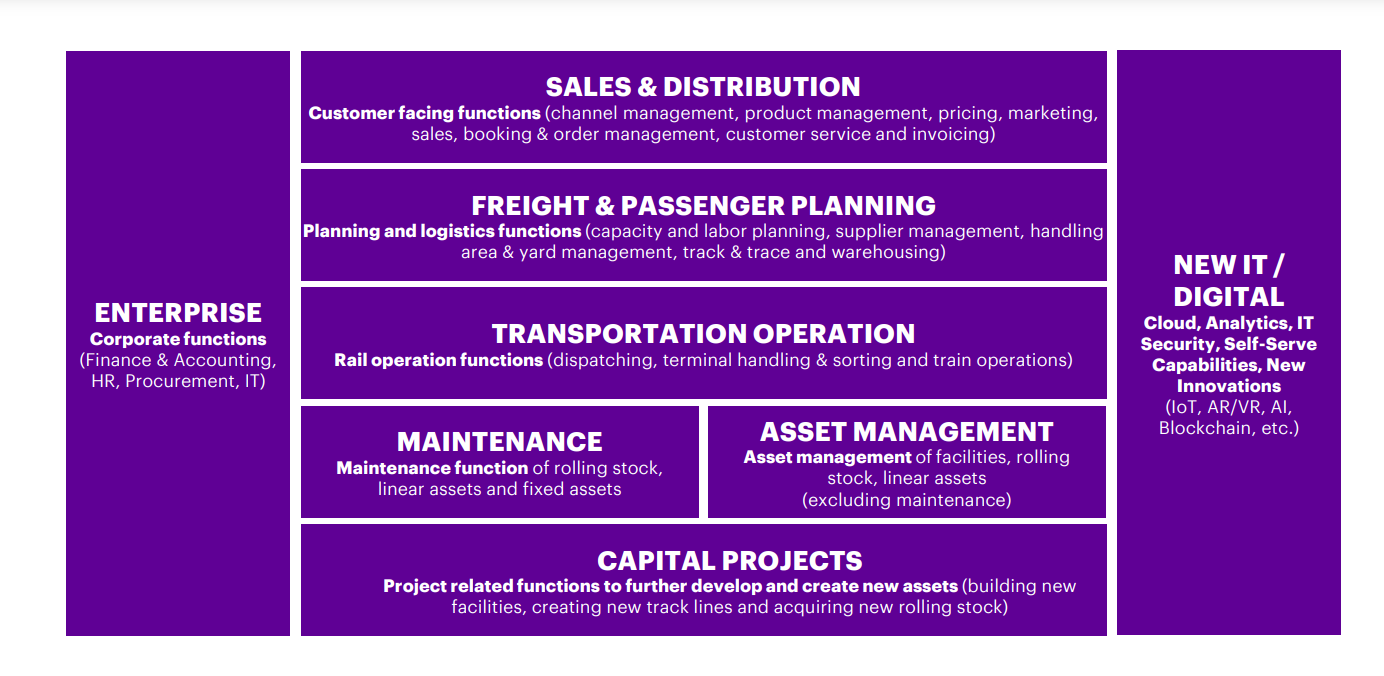 ENTERPRISE
Corporate functions
(Finance & Accounting,
HR, Procurement, IT)
SALES & DISTRIBUTION
Customer facing functions (channel management, product management, pricing, marketing,
sales, booking & order management, customer service and invoicing)
FREIGHT & PASSENGER PLANNING
Planning and logistics functions (capacity and labor planning, supplier management, handling
area & yard management, track & trace and warehousing)
TRANSPORTATION OPERATION
Rail operation functions (dispatching, terminal handling & sorting and train operations)
MAINTENANCE
Maintenance function of rolling stock,
linear assets and fixed assets
ASSET MANAGEMENT
Asset management of facilities, rolling
stock, linear assets
(excluding maintenance)
CAPITAL PROJECTS
Project related functions to further develop and create new assets (building new
facilities, creating new track lines and acquiring new rolling stock)
NEW IT /
DIGITAL
Cloud, Analytics, IT
Security, Self-Serve
Capabilities, New
Innovations
(IoT, AR/VR, AI,
Blockchain, etc.)